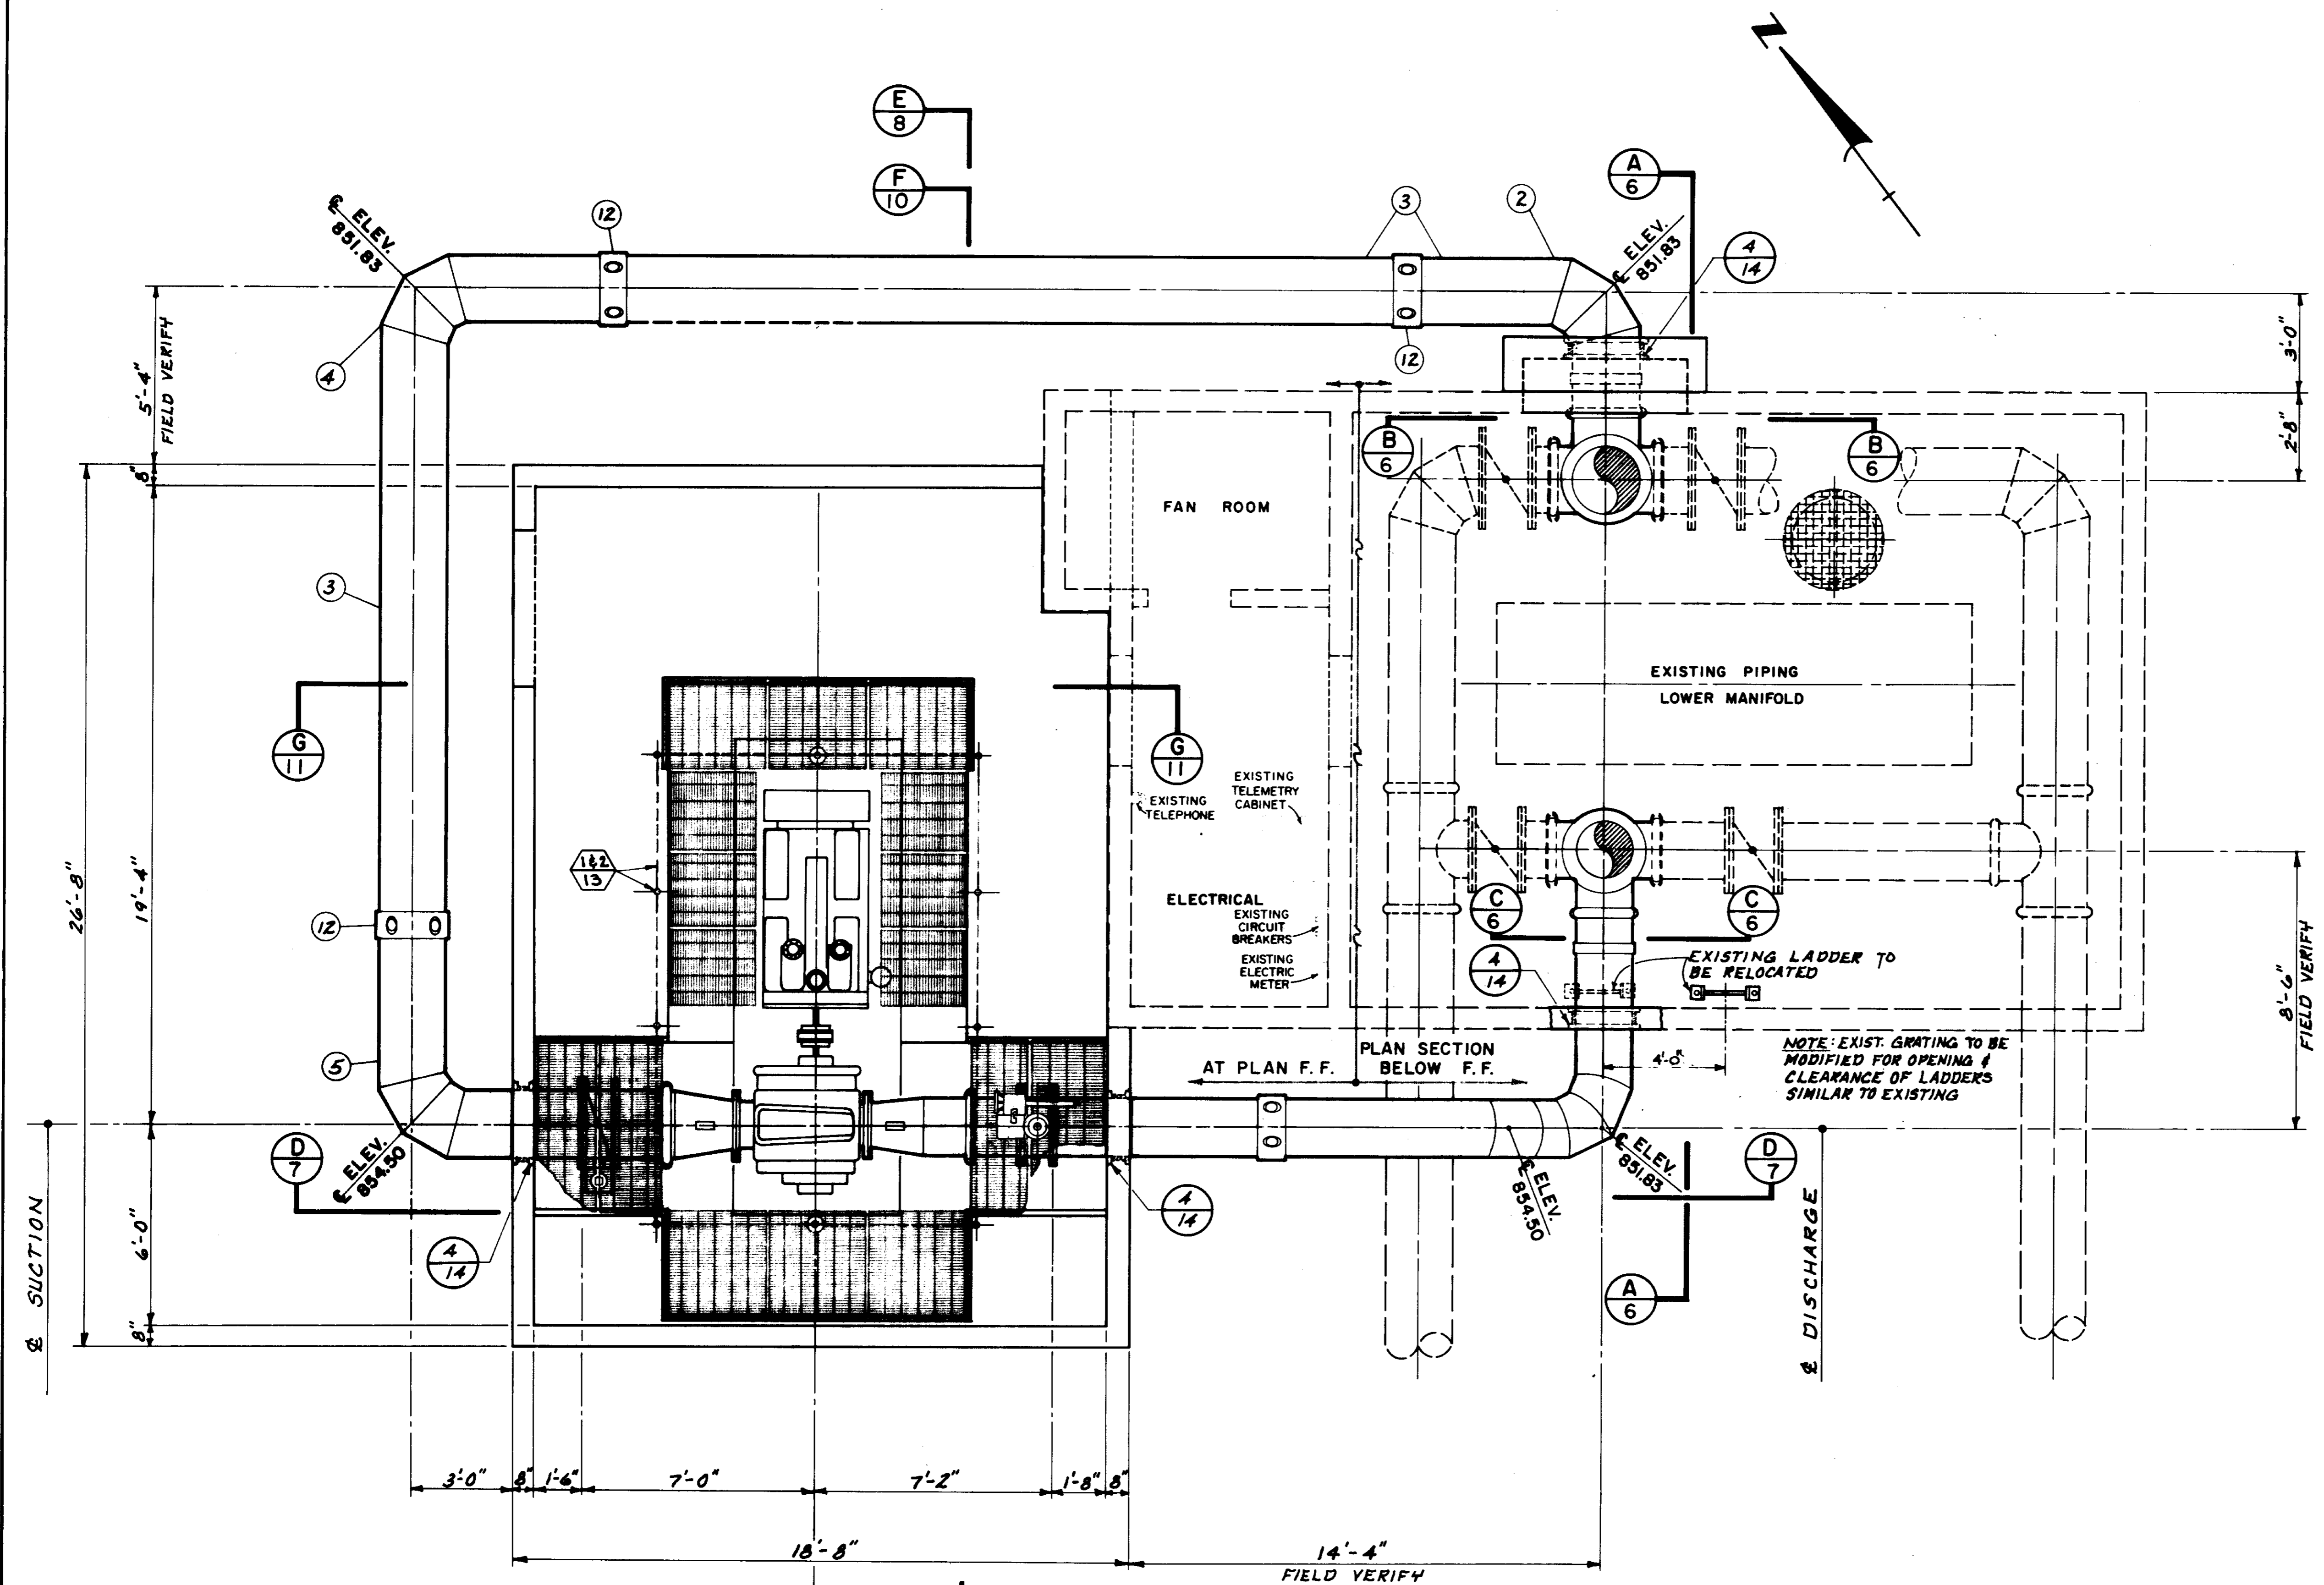 N
E
8
F
10
A
6
℄ ELEV.
851.83
12
3
2
℄ ELEV.
851.83
4
14
4
12
5'-4"
FIELD VERIFY
3'-0"
2'-8"
B
6
B
6
8"
FAN ROOM
3
EXISTING PIPING
LOWER MANIFOLD
G
11
G
11
EXISTING
TELEPHONE
EXISTING
TELEMETRY
CABINET
26'-8"
19'-4"
1&2
13
12
ELECTRICAL
EXISTING
CIRCUIT
BREAKERS
EXISTING
ELECTRIC
METER
C
6
C
6
4
14
EXISTING LADDER TO
BE RELOCATED
8'-6"
FIELD VERIFY
5
AT PLAN F.F.
PLAN SECTION
BELOW F.F.
4'-0"
NOTE: EXIST. GRATING TO BE
MODIFIED FOR OPENING &
CLEARANCE OF LADDERS
SIMILAR TO EXISTING
D
7
℄ ELEV.
854.50
℄ ELEV.
854.50
℄ ELEV.
851.83
D
7
4
14
4
14
A
6
6'-0"
8"
℄ SUCTION
℄ DISCHARGE
3'-0"
8"
1'-6"
7'-0"
7'-2"
1'-8"
8"
18'-8"
14'-4"
FIELD VERIFY